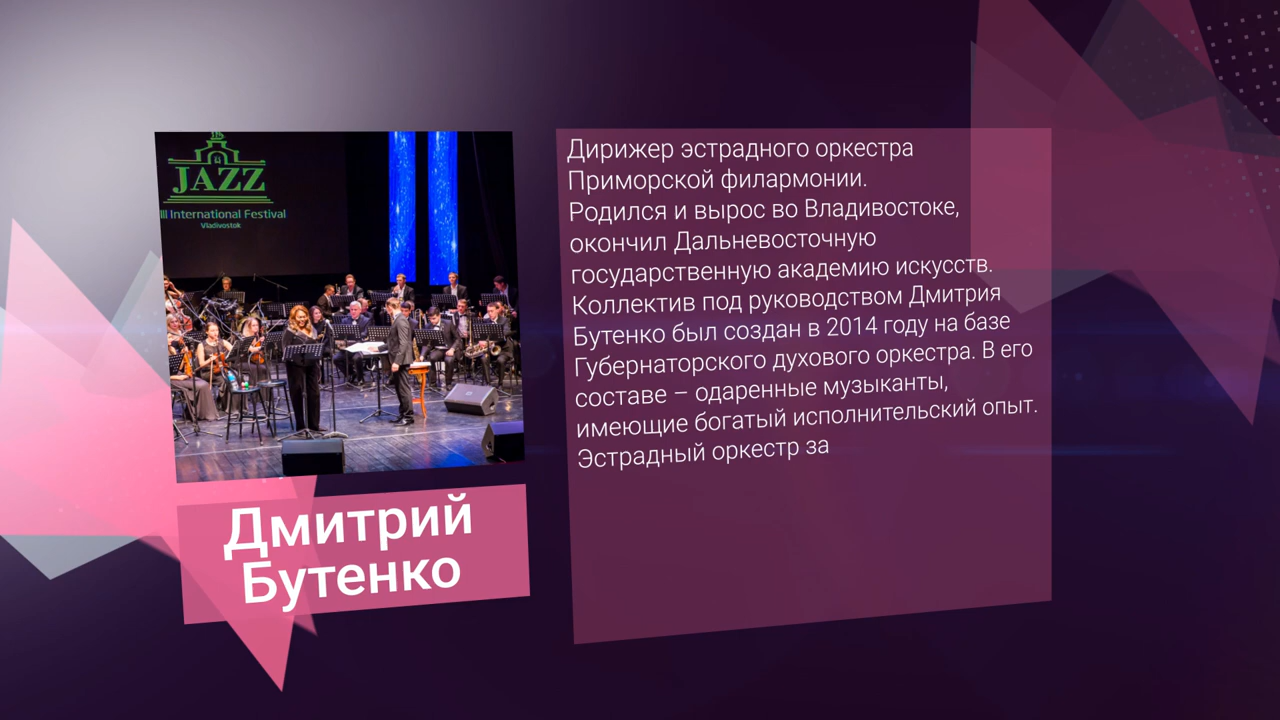 JAZZ
III International Festival
Vladivostok
Дирижер эстрадного оркестра
Приморской филармонии.
Родился и вырос во Владивостоке,
окончил Дальневосточную
государственную академию искусств.
Коллектив под руководством Дмитрия
Бутенко был создан в 2014 году на базе
Губернаторского духового оркестра. В его
составе – одаренные музыканты,
имеющие богатый исполнительский опыт.
Эстрадный оркестр за
Дмитрий
Бутенко